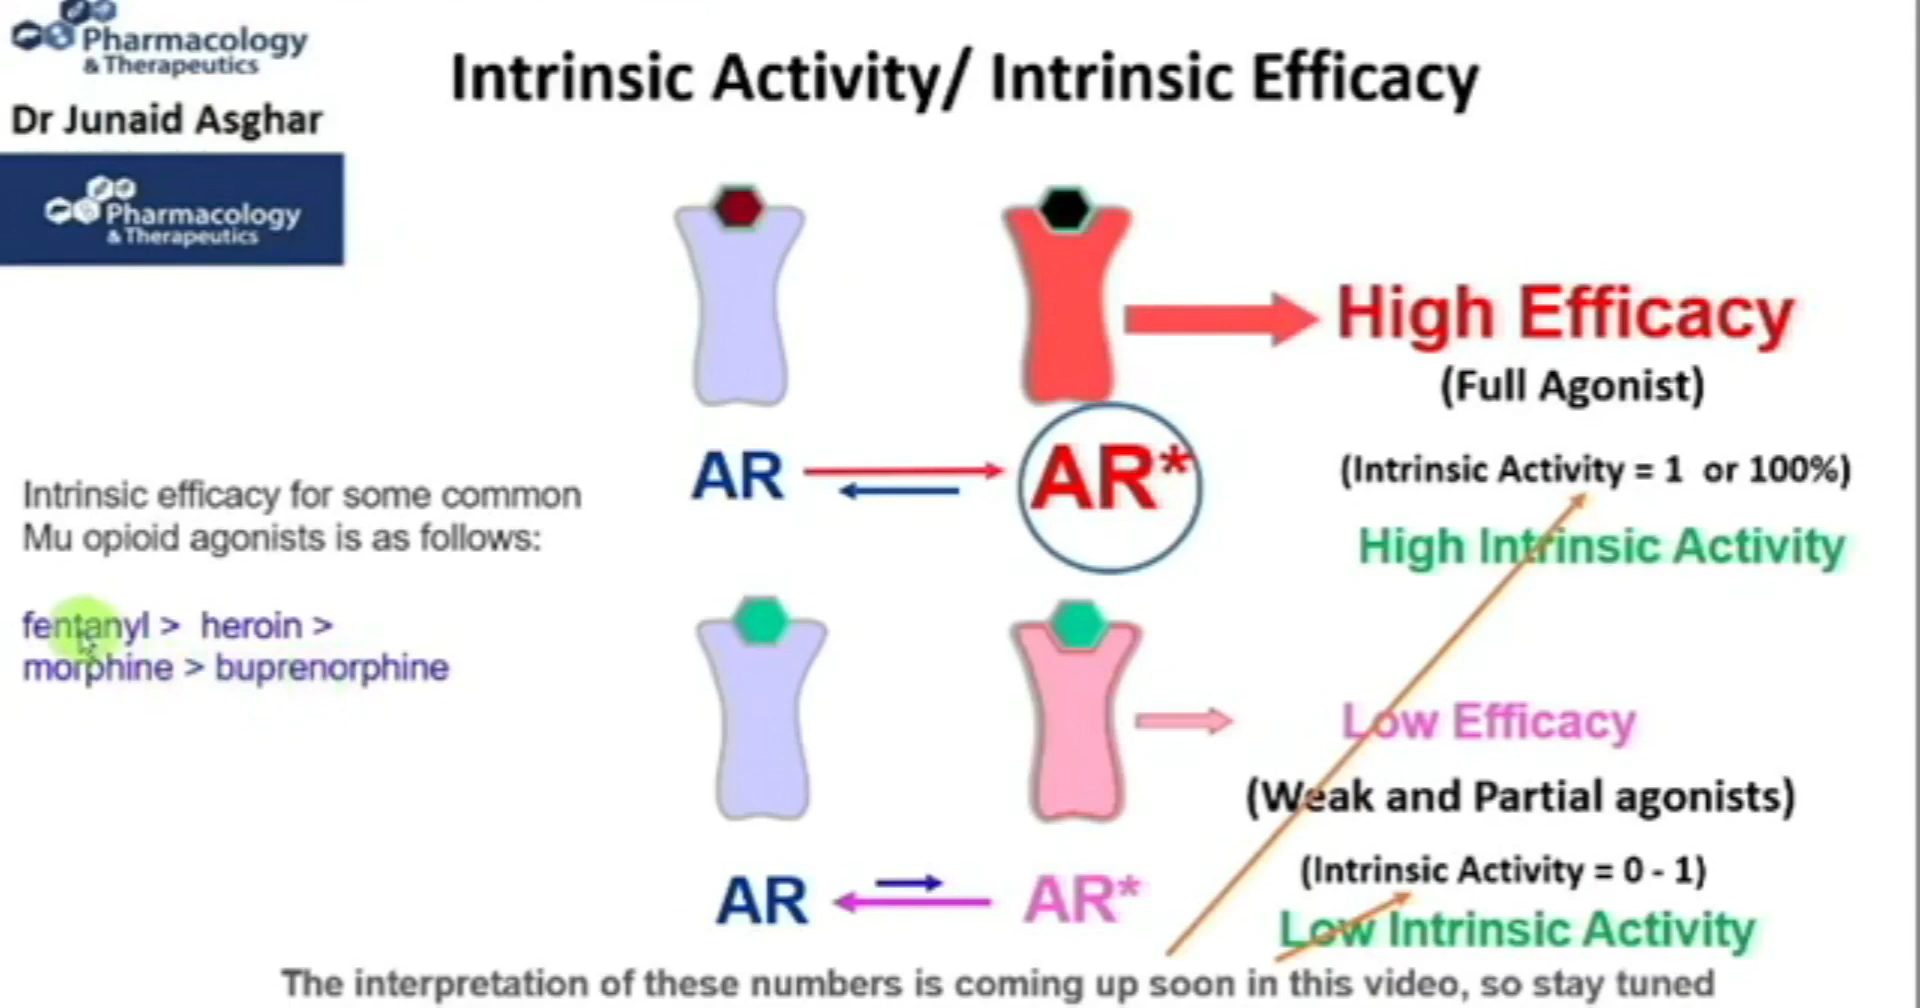 Pharmacology
& Therapeutics
Dr Junaid Asghar
Pharmacology
& Therapeutics
Intrinsic Activity/ Intrinsic Efficacy
High Efficacy
(Full Agonist)
AR AR*
(Intrinsic Activity = 1 or 100%)
High Intrinsic Activity
Intrinsic efficacy for some common
Mu opioid agonists is as follows:
fentanyl > heroin >
morphine > buprenorphine
Low Efficacy
(Weak and Partial agonists)
AR AR*
(Intrinsic Activity = 0 - 1)
Low Intrinsic Activity
The interpretation of these numbers is coming up soon in this video, so stay tuned